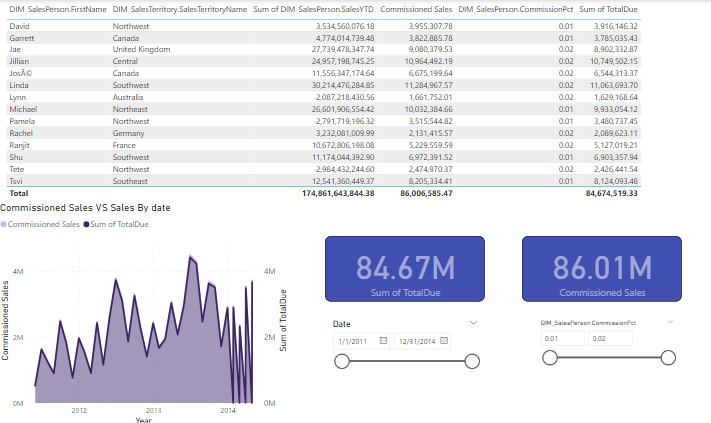 DIM_SalesPerson.FirstName DIM_SalesTerritory.SalesTerritoryName Sum of DIM_SalesPerson.SalesYTD Commissioned Sales DIM_SalesPerson.CommissionPct Sum of TotalDue
David Northwest 3,534,560,076.18 3,955,307.78 0.01 3,916,146.32
Garrett Canada 4,774,014,739.48 3,822,885.78 0.01 3,785,035.43
Jae United Kingdom 27,739,478,347.74 9,080,379.53 0.02 8,902,332.87
Jillian Central 24,957,198,745.25 10,964,492.19 0.02 10,749,502.15
JosÃ© Canada 11,556,347,174.64 6,675,199.64 0.02 6,544,313.37
Linda Southwest 30,214,476,284.85 11,284,967.57 0.02 11,063,693.70
Lynn Australia 2,087,218,430.56 1,661,752.01 0.02 1,629,168.64
Michael Northeast 26,601,906,554.42 10,032,384.66 0.01 9,933,054.12
Pamela Northwest 2,791,719,196.32 3,515,544.82 0.01 3,480,737.45
Rachel Germany 3,232,081,009.99 2,131,415.57 0.02 2,089,623.11
Ranjit France 10,672,806,198.08 5,229,559.59 0.02 5,127,019.21
Shu Southwest 11,174,044,392.90 6,972,391.52 0.01 6,903,357.94
Tete Northwest 2,984,432,244.60 2,474,970.37 0.02 2,426,441.54
Tsvi Southeast 12,541,360,449.37 8,205,334.41 0.01 8,124,093.48
Total 174,861,643,844.38 86,006,585.47 84,674,519.33
Commissioned Sales VS Sales By date
Commissioned Sales Sum of TotalDue
Commissioned Sales
4M
2M
0M
4M
2M
0M
Sum of TotalDue
2012 2013 2014
Year
84.67M
Sum of TotalDue
86.01M
Commissioned Sales
Date
1/1/2011 12/31/2014
DIM_SalesPerson.CommissionPct
0.01 0.02